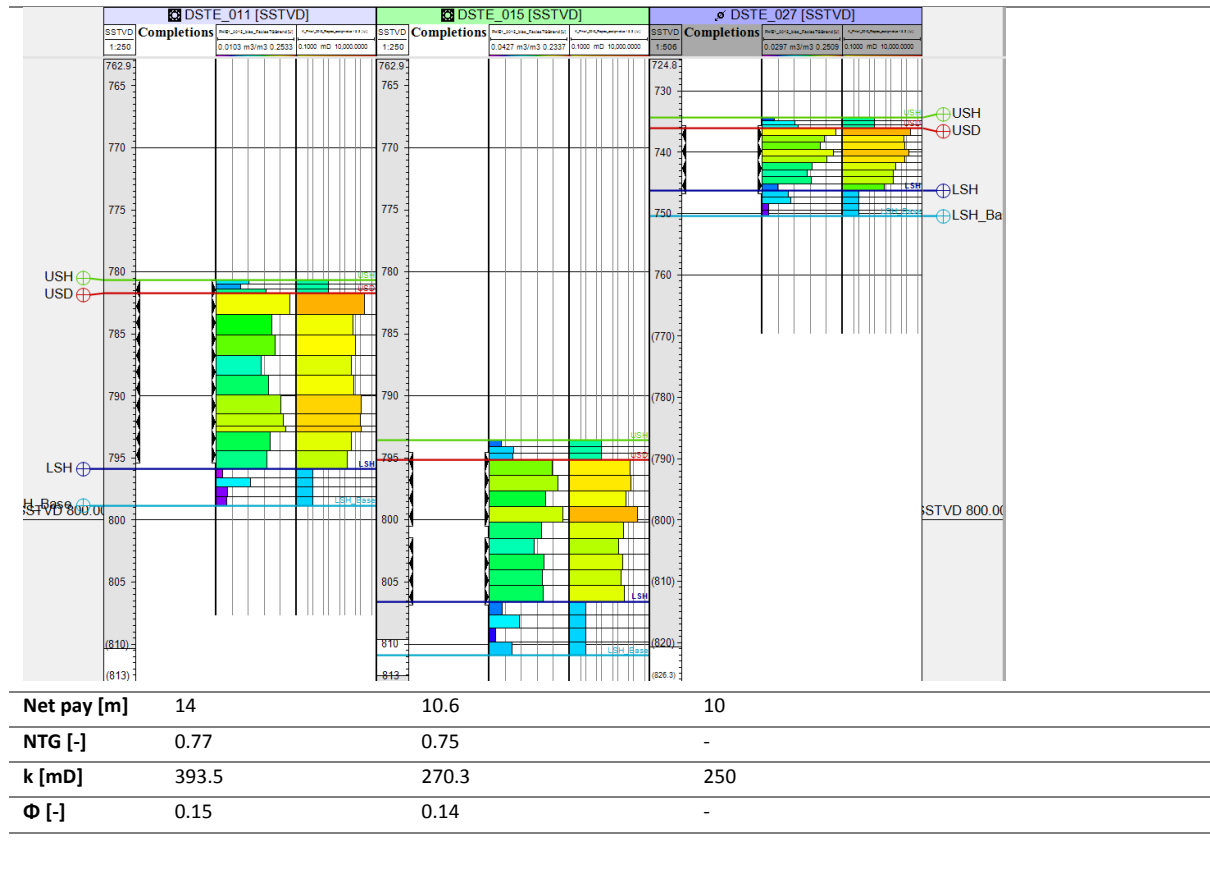 DSTE_011 [SSTVD] DSTE_015 [SSTVD] DSTE_027 [SSTVD]
SSTVD Completions SSTVD Completions SSTVD Completions
1:250 0.0103 m3/m3 0.2533 0.1000 mD 10,000.0000 1:250 0.0427 m3/m3 0.2337 0.1000 mD 10,000.0000 1:506 0.0297 m3/m3 0.2509 0.1000 mD 10,000.0000
762.9 762.9 724.8
765 765 730
USH USH
USD USD
770 770 740
LSH LSH
775 775 750
LSH_Base LSH_Ba
USH 780 USH 780 760
USD USD
785 785 (770)
790 790 (780)
USH
LSH 795 LSH 795 USD (790)
H_Base LSH_Base
SSTVD 800.00 800 800 (800) SSTVD 800.00
805 805 (810)
LSH
(810) 810 LSH_Base (820)
(813) 813 (826.3)
Net pay [m] 14 10.6 10
NTG [-] 0.77 0.75 -
k [mD] 393.5 270.3 250
Φ [-] 0.15 0.14 -